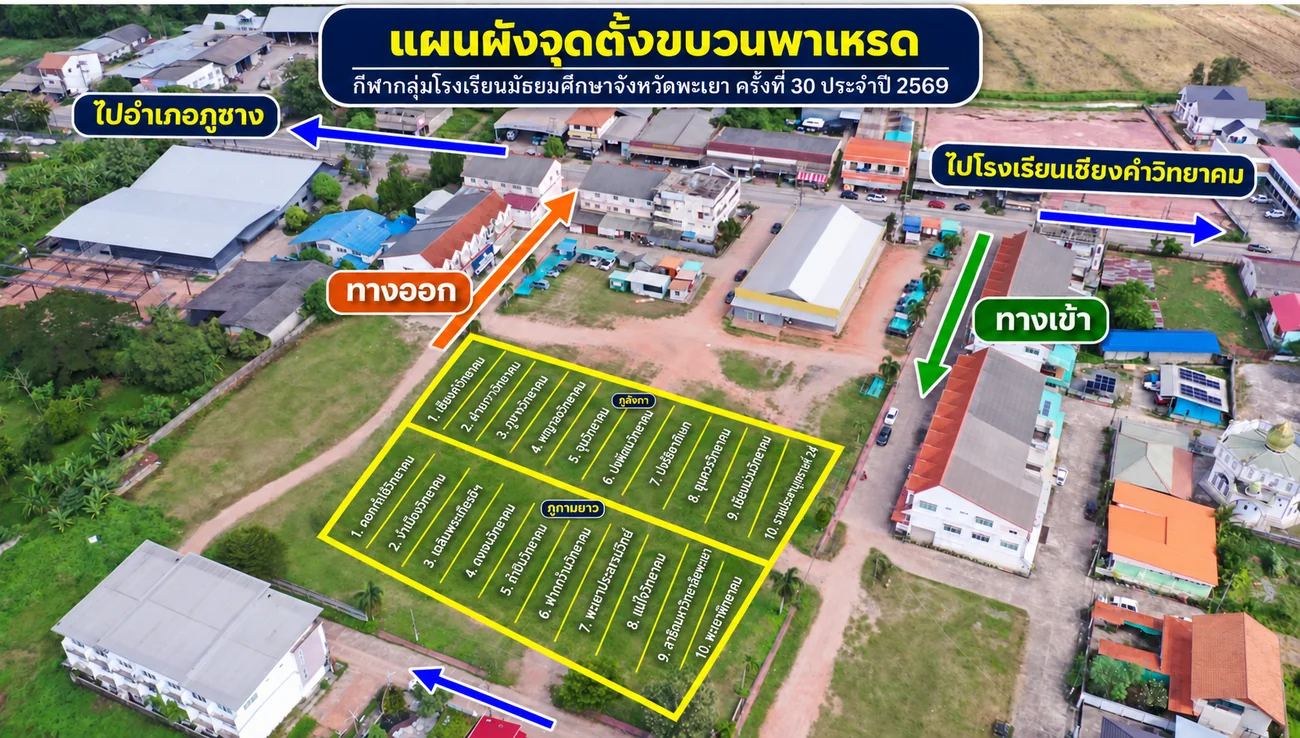 แผนผังจุดตั้งขบวนพาเหรด
กีฬากลุ่มโรงเรียนมัธยมศึกษาจังหวัดพะเยา ครั้งที่ 30 ประจำปี 2569
ไปอำเภอภูซาง
ไปโรงเรียนเชียงคำวิทยาคม
ทางออก
ทางเข้า
ภูลังกา
1. เชียงคำวิทยาคม
2. ฝายกวางวิทยาคม
3. ภูซางวิทยาคม
4. พญาลอวิทยาคม
5. จุนวิทยาคม
6. ปงพัฒนวิทยาคม
7. ปงรัชดาภิเษก
8. ขุนควรวิทยาคม
9. เชียงม่วนวิทยาคม
10. ราชประชานุเคราะห์ 24
ภูกามยาว
1. ดอกคำใต้วิทยาคม
2. งำเมืองวิทยาคม
3. เฉลิมพระเกียรติฯ
4. ดงเจนวิทยาคม
5. ถ้ำปินวิทยาคม
6. ฟากกว๊านวิทยาคม
7. พะเยาประสาธน์วิทย์
8. แม่ใจวิทยาคม
9. สาธิตมหาวิทยาลัยพะเยา
10. พะเยาพิทยาคม